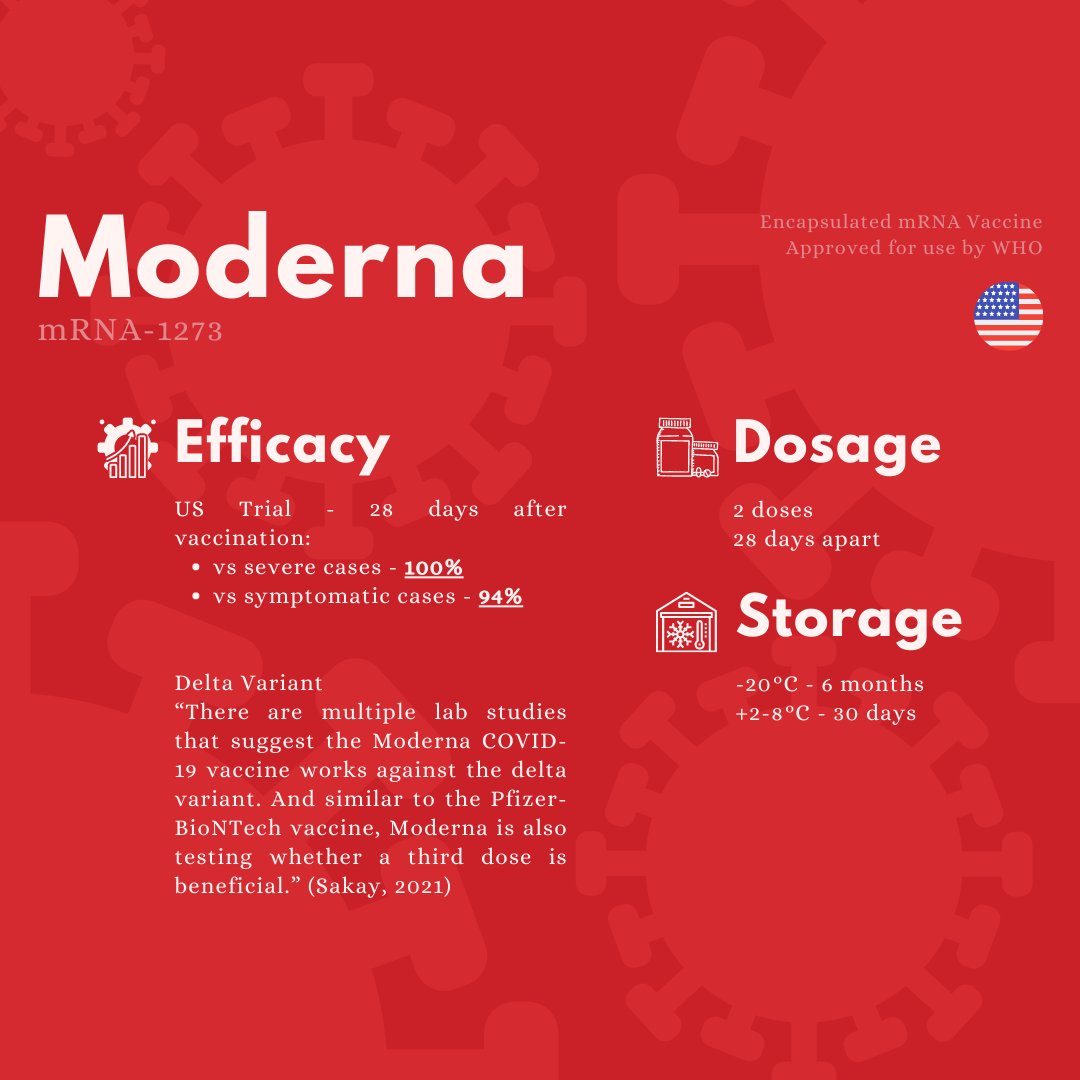 Moderna
mRNA-1273
Encapsulated mRNA Vaccine
Approved for use by WHO
Efficacy
US Trial - 28 days after
vaccination:
• vs severe cases - 100%
• vs symptomatic cases - 94%
Delta Variant
“There are multiple lab studies
that suggest the Moderna COVID-
19 vaccine works against the delta
variant. And similar to the Pfizer-
BioNTech vaccine, Moderna is also
testing whether a third dose is
beneficial.” (Sakay, 2021)
Dosage
2 doses
28 days apart
Storage
-20°C - 6 months
+2-8°C - 30 days